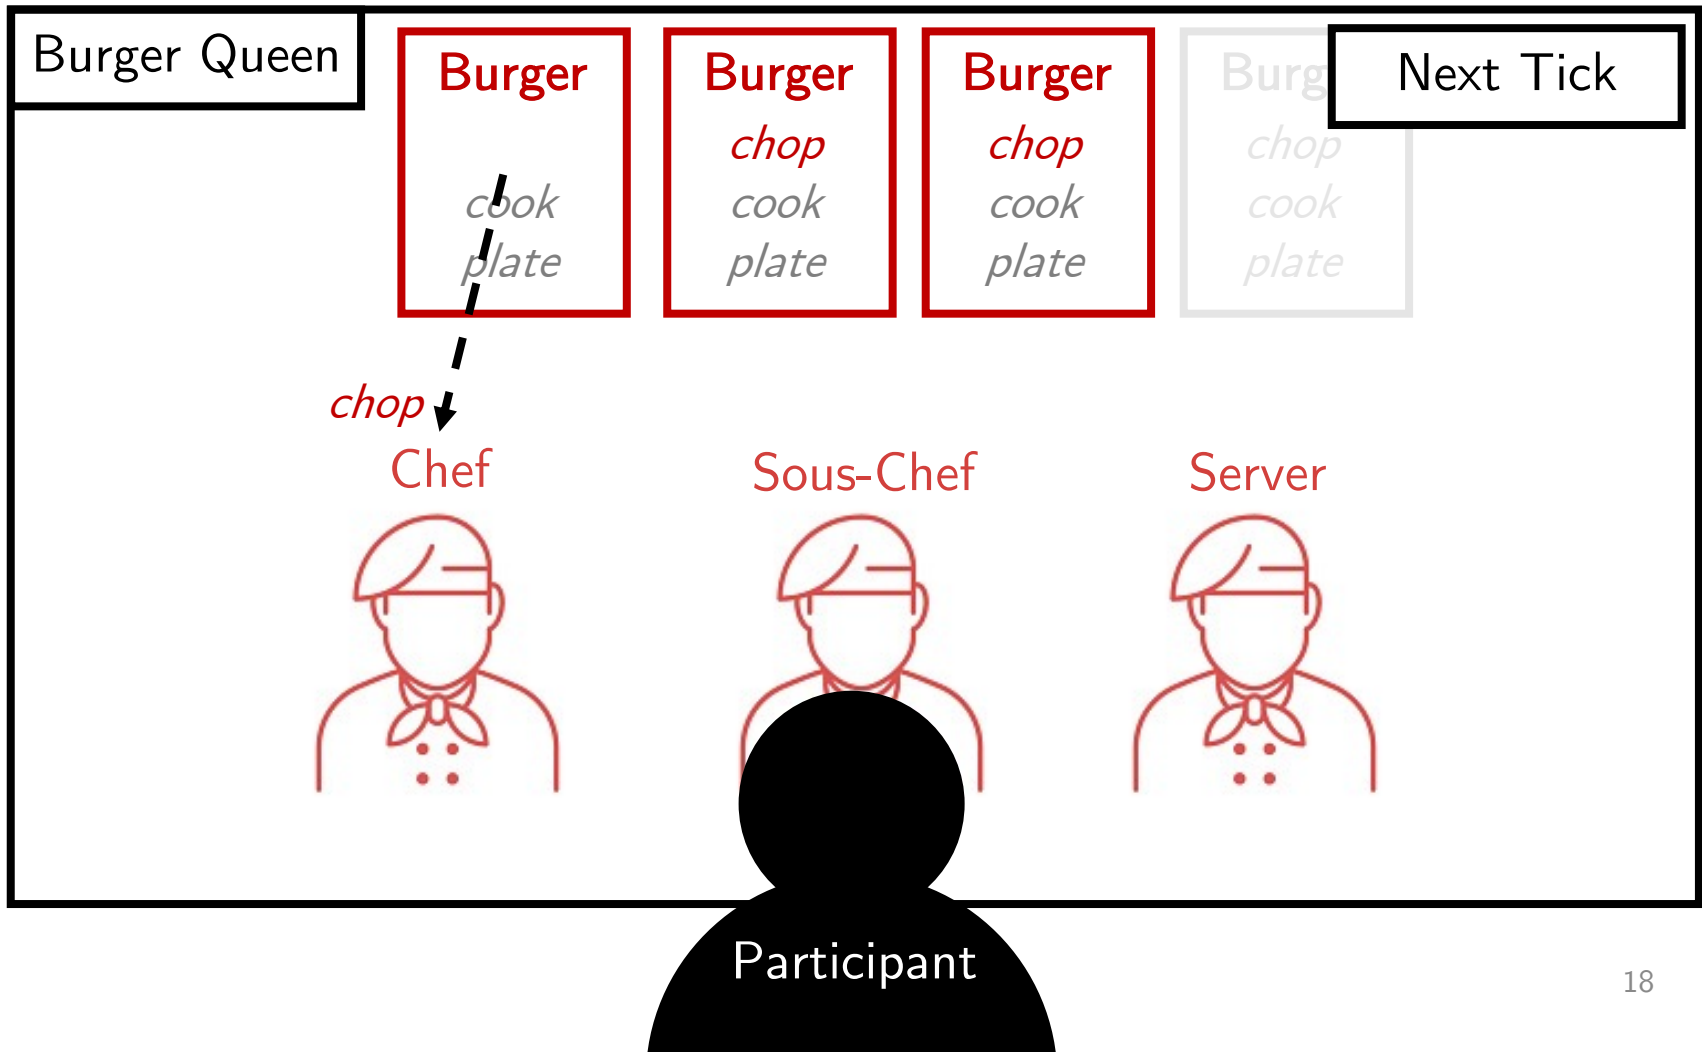 Burger Queen
Burger
cook
plate
Burger
chop
cook
plate
Burger
chop
cook
plate
Burg
chop
cook
plate
Next Tick
chop
Chef
Sous-Chef
Server
Participant
18